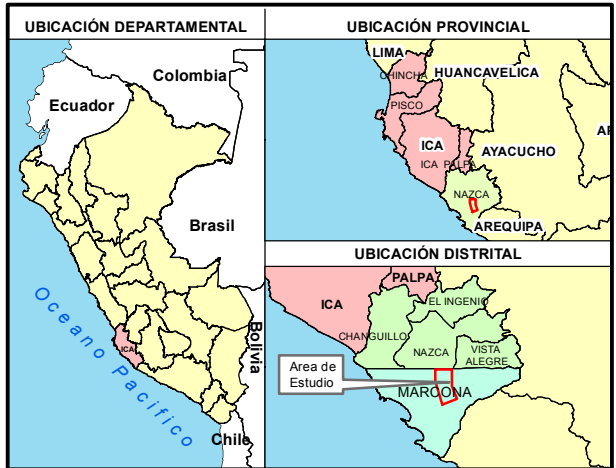 UBICACIÓN DEPARTAMENTAL
Colombia
Ecuador
Brasil
Bolivia
ICA
Oceano Pacifico
Chile
UBICACIÓN PROVINCIAL
LIMA
CHINCHA
HUANCAVELICA
PISCO
ICA
ICA
PALPA
AYACUCHO
NAZCA
AREQUIPA
UBICACIÓN DISTRITAL
PALPA
ICA
EL INGENIO
CHANGUILLO
NAZCA
VISTA
ALEGRE
Area de
Estudio
MARCONA